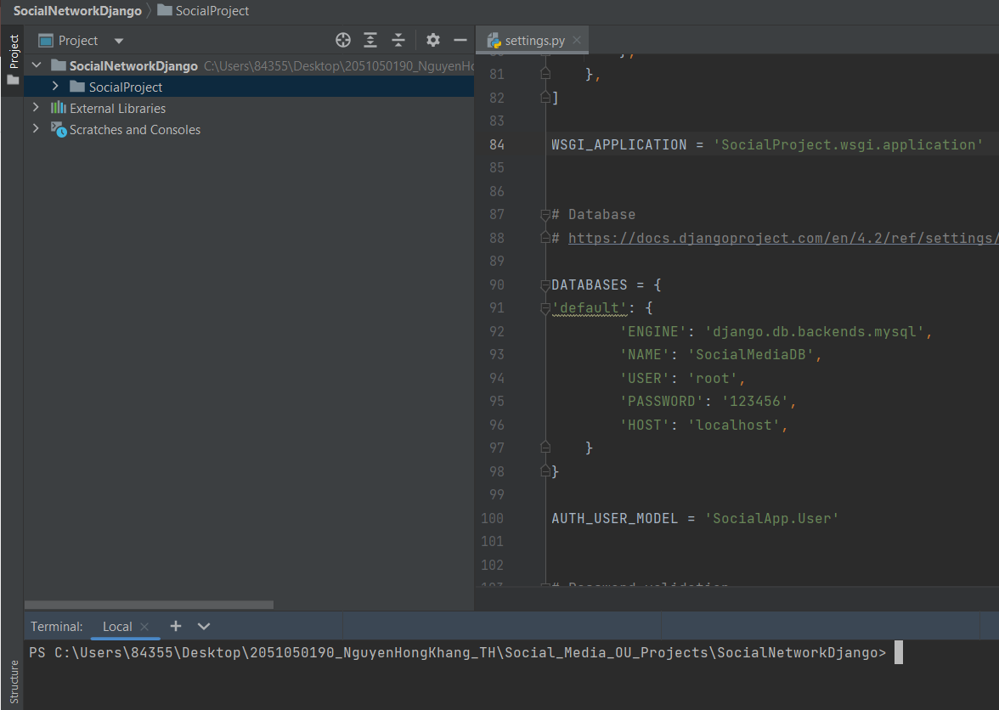 SocialNetworkDjango 〉 SocialProject
Project
Project
SocialNetworkDjango C:\Users\84355\Desktop\2051050190_NguyenHo
SocialProject
External Libraries
Scratches and Consoles
Structure
settings.py
81 },
82 ]
83
84 WSGI_APPLICATION = 'SocialProject.wsgi.application'
85
86
87 # Database
88 # https://docs.djangoproject.com/en/4.2/ref/settings/
89
90 DATABASES = {
91 'default': {
92 'ENGINE': 'django.db.backends.mysql',
93 'NAME': 'SocialMediaDB',
94 'USER': 'root',
95 'PASSWORD': '123456',
96 'HOST': 'localhost',
97 }
98 }
99
100 AUTH_USER_MODEL = 'SocialApp.User'
101
102
103 # Password validation
Terminal: Local
PS C:\Users\84355\Desktop\2051050190_NguyenHongKhang_TH\Social_Media_OU_Projects\SocialNetworkDjango>